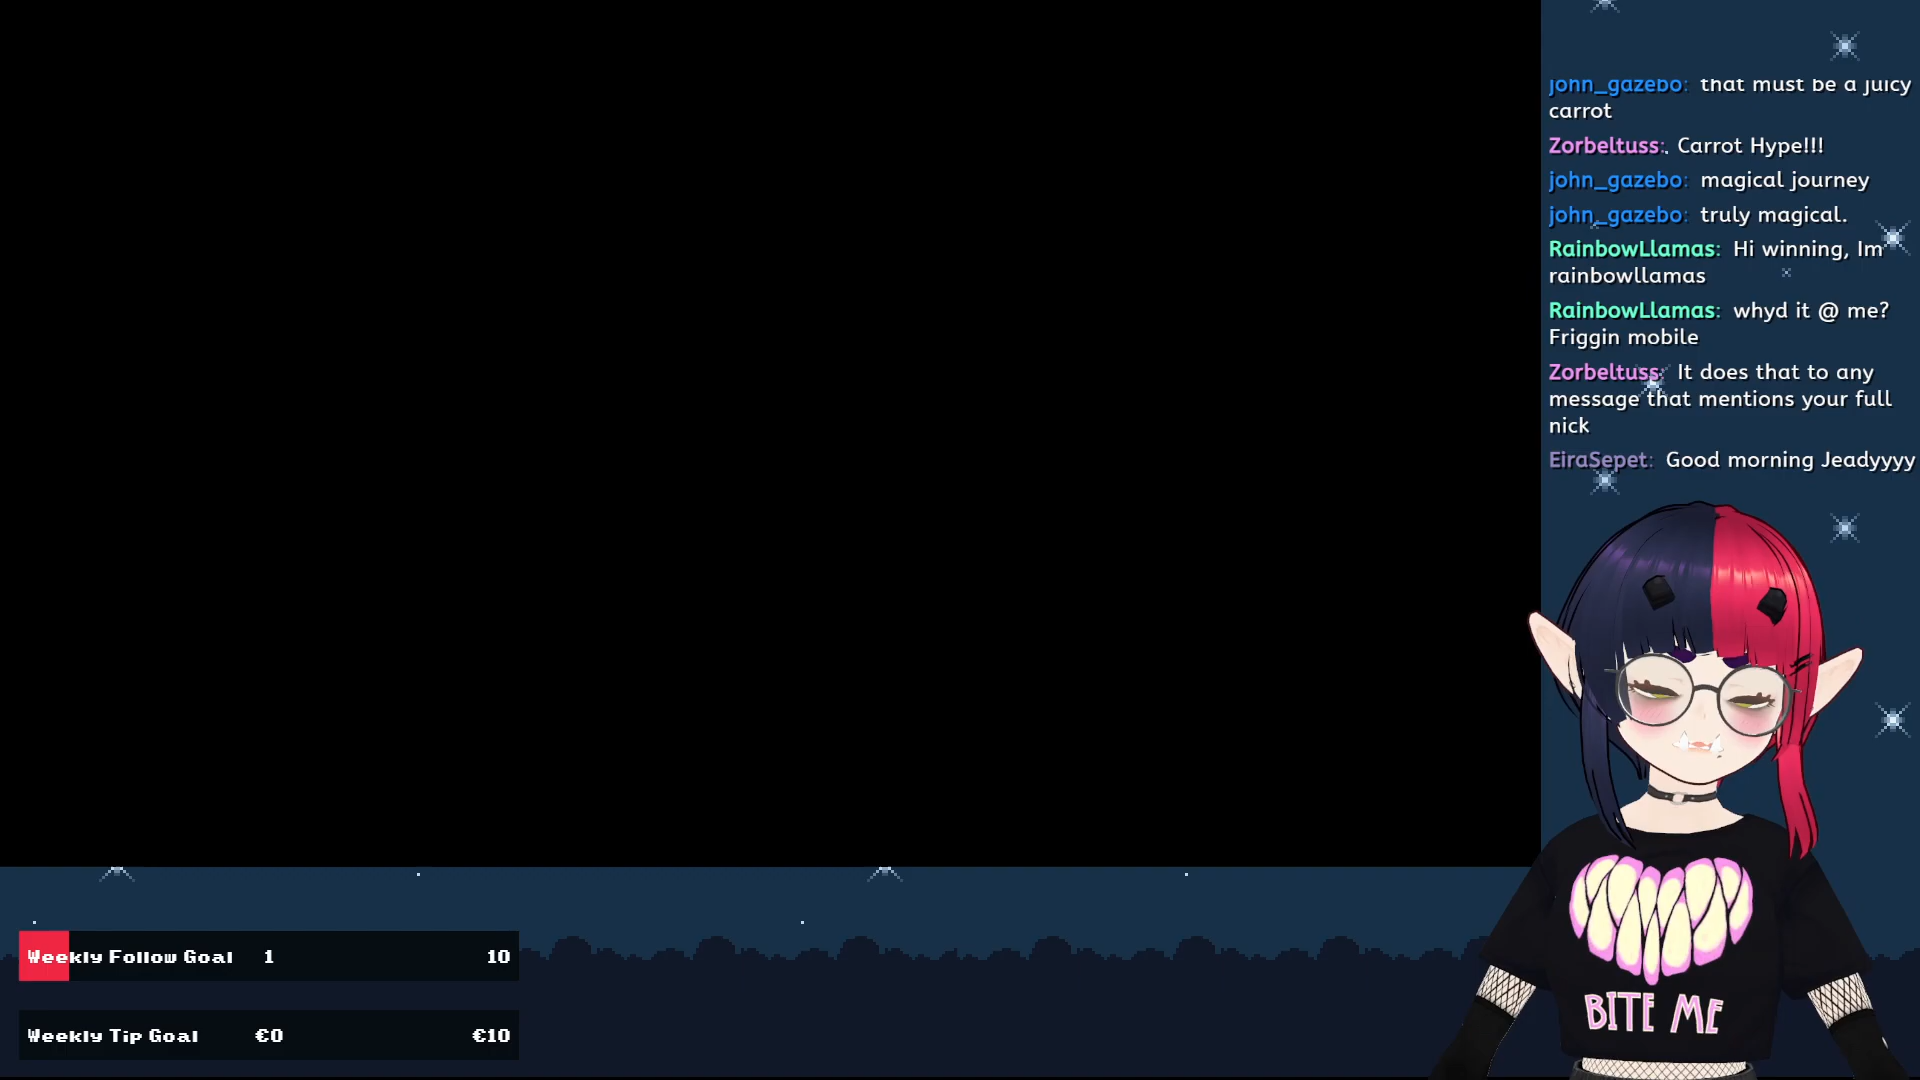 john_gazebo: that must be a juicy
carrot
Zorbeltuss: Carrot Hype!!!
john_gazebo: magical journey
john_gazebo: truly magical.
RainbowLlamas: Hi winning, Im
rainbowllamas
RainbowLlamas: whyd it @ me?
Friggin mobile
Zorbeltuss: It does that to any
message that mentions your full
nick
EiraSepet: Good morning Jeadyyyy
BITE ME
Weekly Follow Goal 1 10
Weekly Tip Goal €0 €10